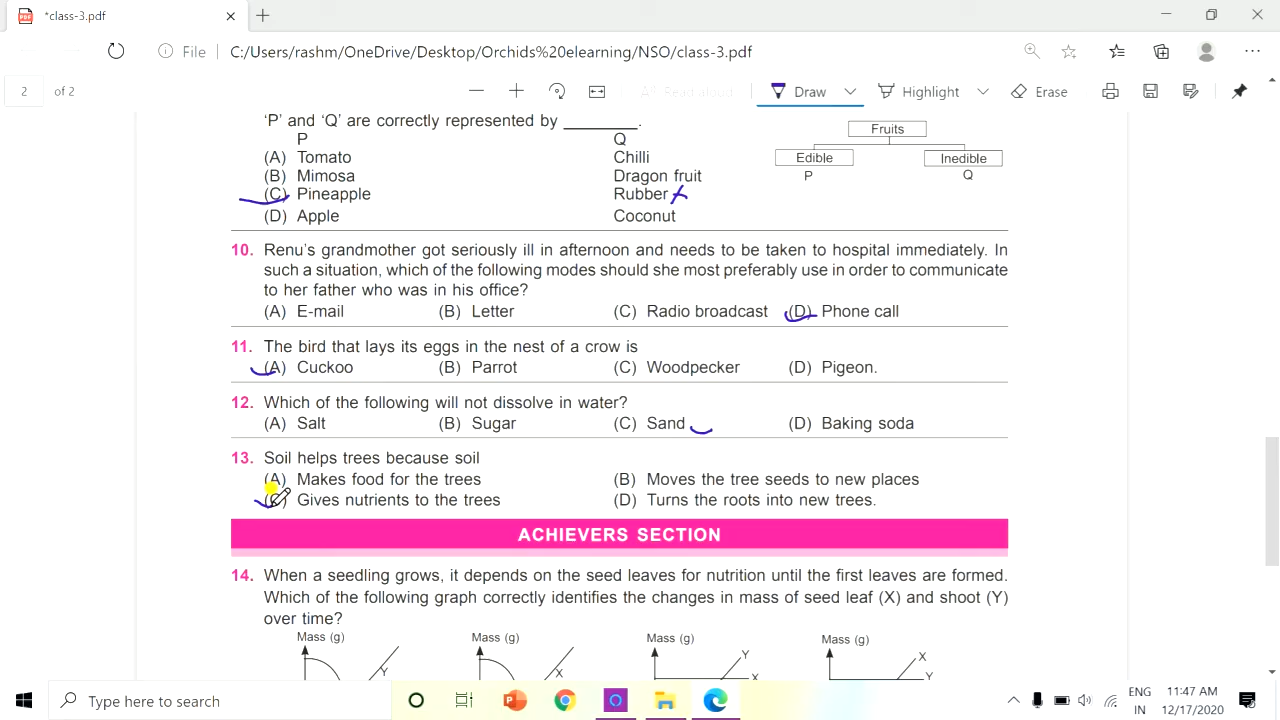 *class-3.pdf
File C:/Users/rashm/OneDrive/Desktop/Orchids%20elearning/NSO/class-3.pdf
2 of 2 Read aloud Draw Highlight Erase
'P' and 'Q' are correctly represented by ________.
P Q
(A) Tomato Chilli
(B) Mimosa Dragon fruit
(C) Pineapple Rubber
(D) Apple Coconut
Fruits
Edible Inedible
P Q
10. Renu's grandmother got seriously ill in afternoon and needs to be taken to hospital immediately. In
such a situation, which of the following modes should she most preferably use in order to communicate
to her father who was in his office?
(A) E-mail (B) Letter (C) Radio broadcast (D) Phone call
11. The bird that lays its eggs in the nest of a crow is
(A) Cuckoo (B) Parrot (C) Woodpecker (D) Pigeon.
12. Which of the following will not dissolve in water?
(A) Salt (B) Sugar (C) Sand (D) Baking soda
13. Soil helps trees because soil
(A) Makes food for the trees (B) Moves the tree seeds to new places
Gives nutrients to the trees (D) Turns the roots into new trees.
ACHIEVERS SECTION
14. When a seedling grows, it depends on the seed leaves for nutrition until the first leaves are formed.
Which of the following graph correctly identifies the changes in mass of seed leaf (X) and shoot (Y)
over time?
Mass (g) Mass (g) Mass (g) Mass (g)
Y X Y X X Y
Type here to search
ENG 11:47 AM
IN 12/17/2020